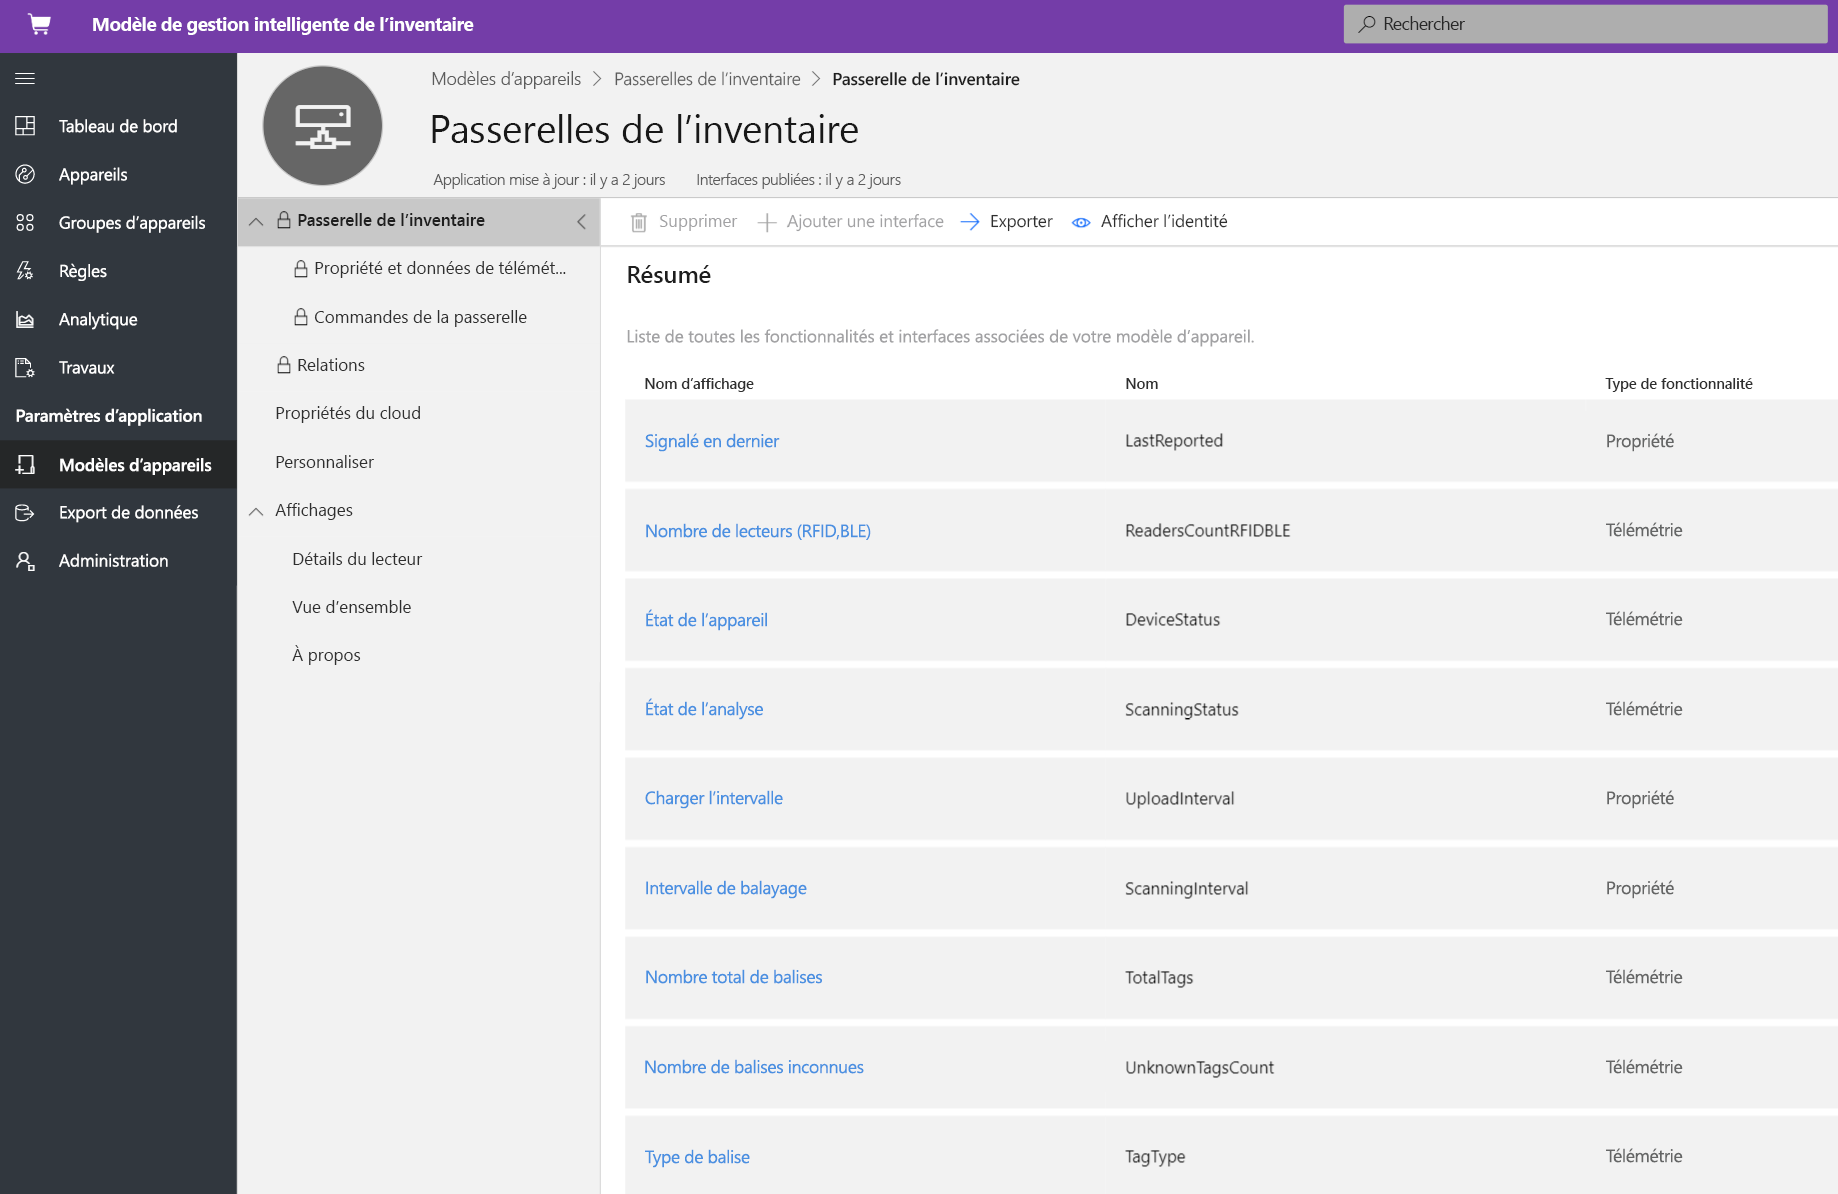 Modèle de gestion intelligente de l’inventaire
Rechercher
Tableau de bord
Appareils
Groupes d’appareils
Règles
Analytique
Travaux
Paramètres d’application
Modèles d’appareils
Export de données
Administration
Modèles d’appareils > Passerelles de l’inventaire > Passerelle de l’inventaire
Passerelles de l’inventaire
Application mise à jour : il y a 2 jours Interfaces publiées : il y a 2 jours
Passerelle de l’inventaire
Propriété et données de télémét...
Commandes de la passerelle
Relations
Propriétés du cloud
Personnaliser
Affichages
Détails du lecteur
Vue d’ensemble
À propos
Supprimer Ajouter une interface Exporter Afficher l’identité
Résumé
Liste de toutes les fonctionnalités et interfaces associées de votre modèle d’appareil.
Nom d’affichage Nom Type de fonctionnalité
Signalé en dernier LastReported Propriété
Nombre de lecteurs (RFID,BLE) ReadersCountRFIDBLE Télémétrie
État de l’appareil DeviceStatus Télémétrie
État de l’analyse ScanningStatus Télémétrie
Charger l’intervalle UploadInterval Propriété
Intervalle de balayage ScanningInterval Propriété
Nombre total de balises TotalTags Télémétrie
Nombre de balises inconnues UnknownTagsCount Télémétrie
Type de balise TagType Télémétrie